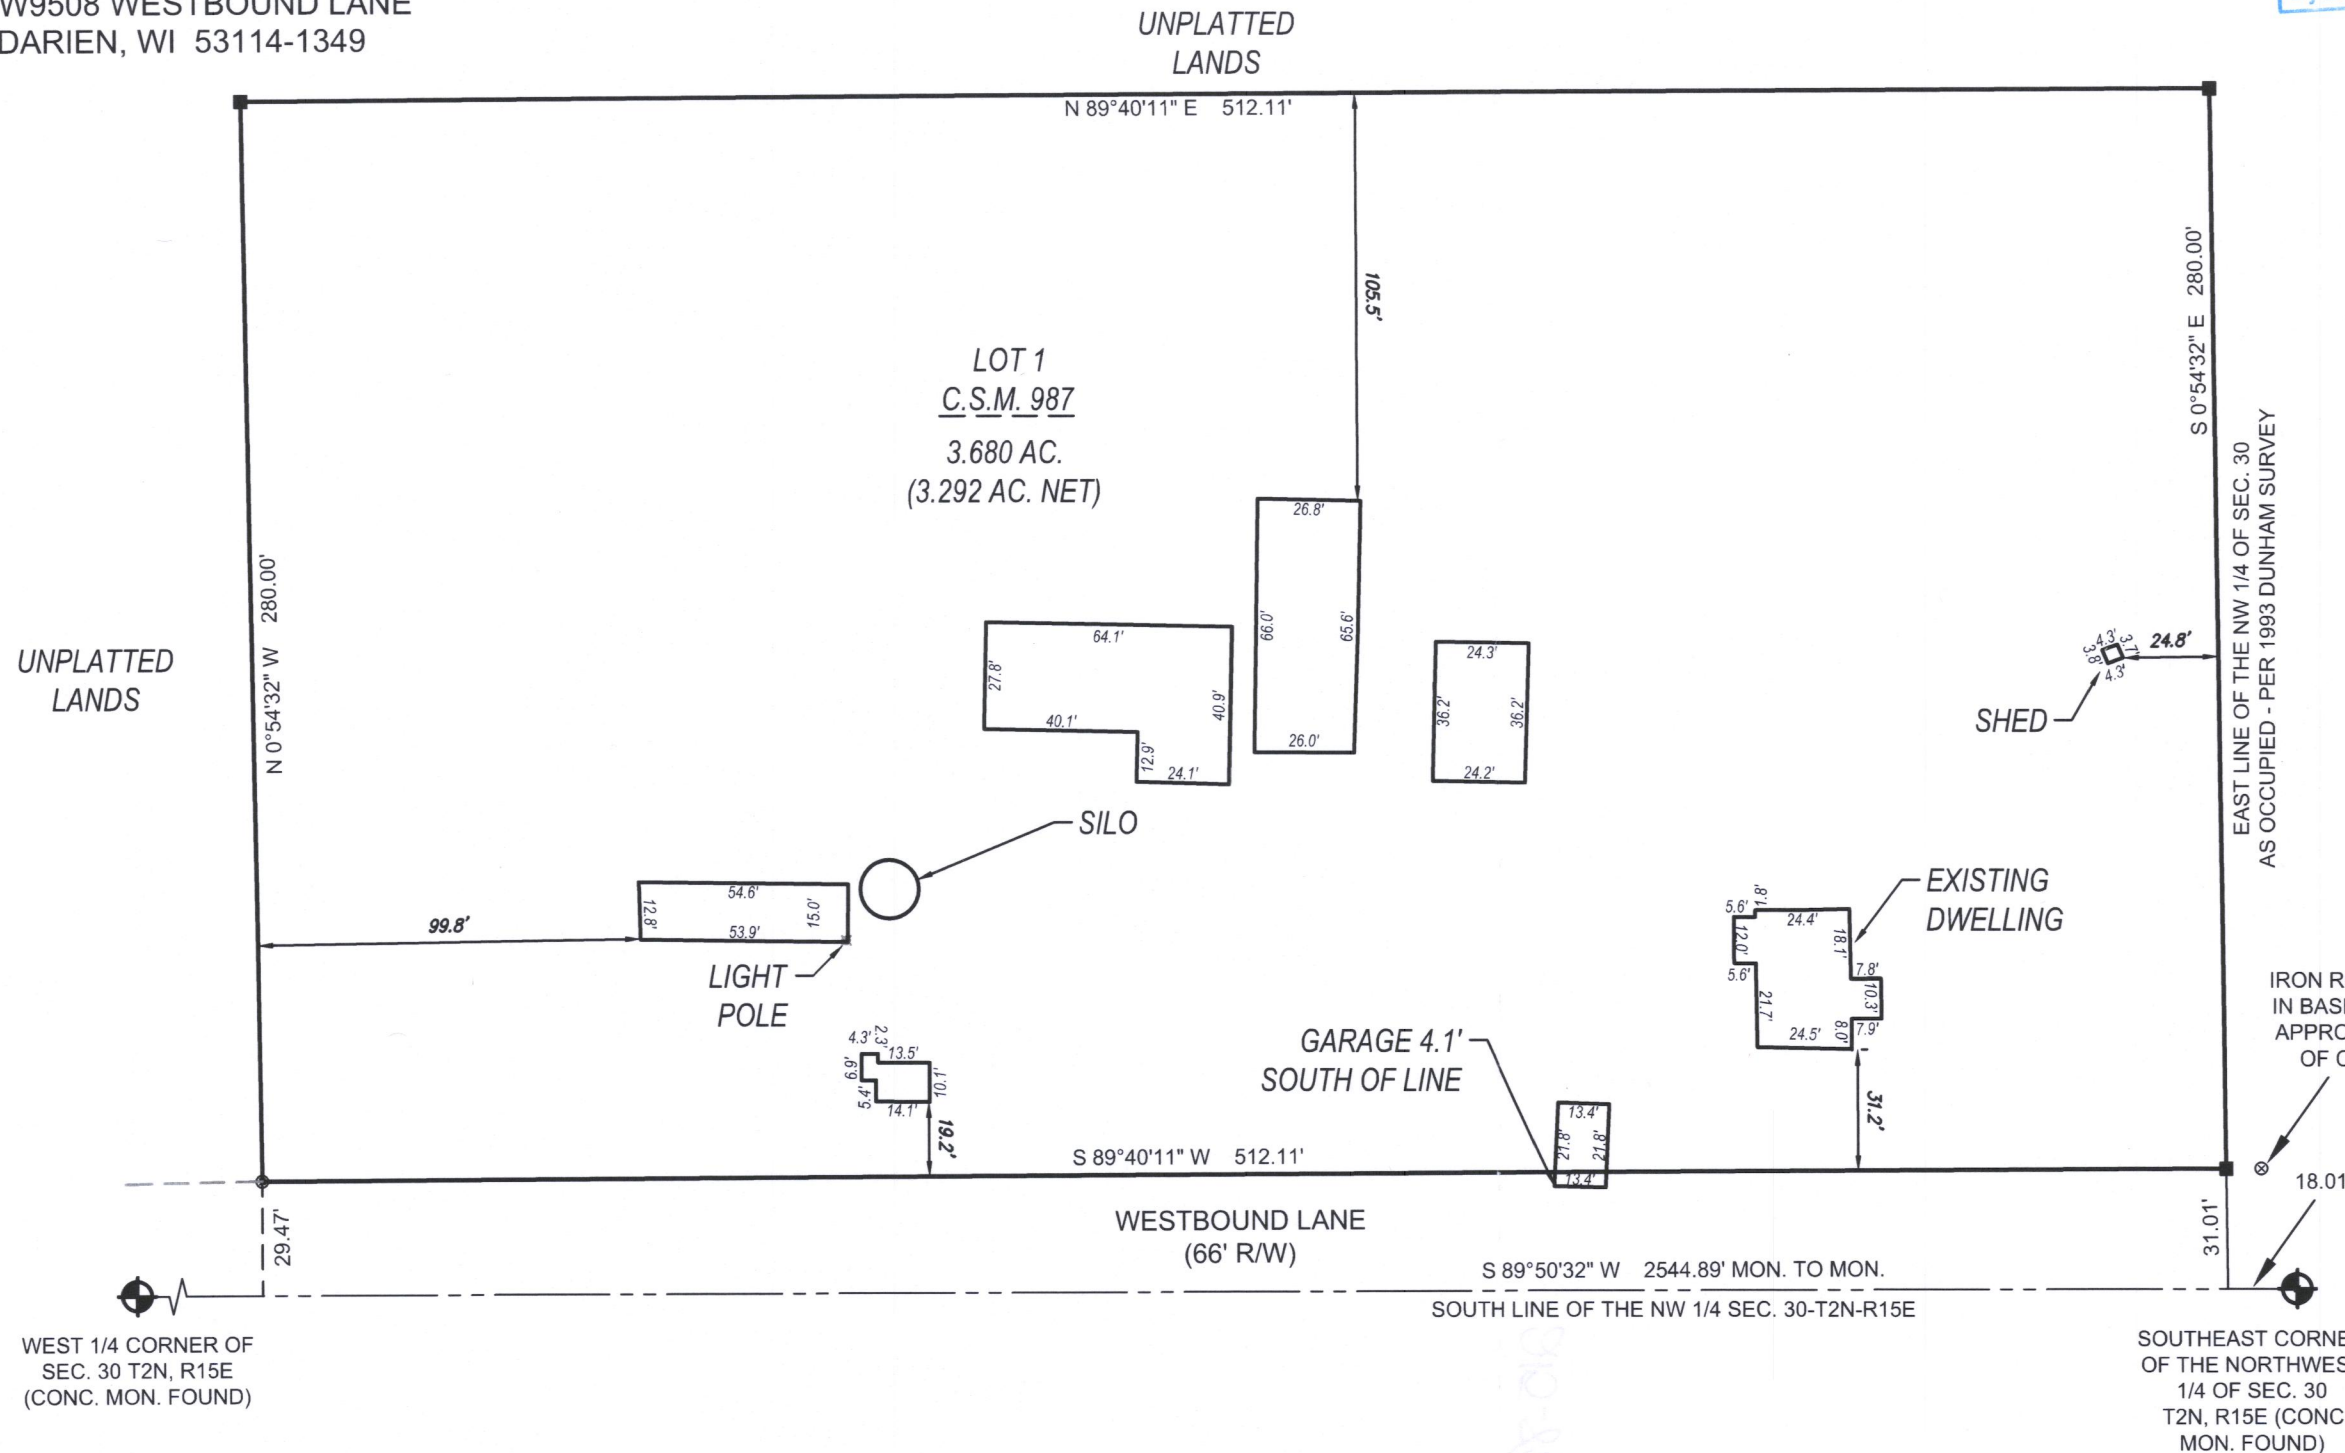 W9508 WESTBOUND LANE
DARIEN, WI 53114-1349
UNPLATTED
LANDS
N 89°40'11" E 512.11'
105.5'
S 0°54'32" E 280.00'
LOT 1
C.S.M. 987
3.680 AC.
(3.292 AC. NET)
EAST LINE OF THE NW 1/4 OF SEC. 30
AS OCCUPIED - PER 1993 DUNHAM SURVEY
UNPLATTED
LANDS
N 0°54'32" W 280.00'
26.8'
66.0'
65.6'
26.0'
64.1'
27.8'
40.9'
40.1'
12.9'
24.1'
24.3'
36.2'
36.2'
24.2'
4.3'
3.7'
3.8'
4.3'
24.8'
SHED
SILO
54.6'
12.8'
15.0'
53.9'
99.8'
LIGHT
POLE
EXISTING
DWELLING
1.8'
5.6'
24.4'
12.0'
18.1'
5.6'
7.8'
10.3'
21.7'
8.0'
7.9'
24.5'
31.2'
4.3'
2.3'
13.5'
6.9'
10.1'
5.4'
14.1'
19.2'
GARAGE 4.1'
SOUTH OF LINE
13.4'
21.8'
21.8'
13.4'
IRON R
IN BAS
APPRO
OF
S 89°40'11" W 512.11'
18.01
29.47'
31.01'
WESTBOUND LANE
(66' R/W)
S 89°50'32" W 2544.89' MON. TO MON.
SOUTH LINE OF THE NW 1/4 SEC. 30-T2N-R15E
WEST 1/4 CORNER OF
SEC. 30 T2N, R15E
(CONC. MON. FOUND)
SOUTHEAST CORNE
OF THE NORTHWES
1/4 OF SEC. 30
T2N, R15E (CONC
MON. FOUND)